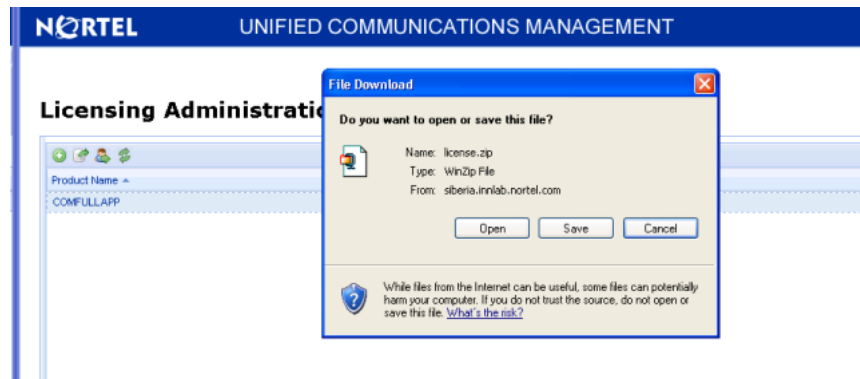 NORTEL UNIFIED COMMUNICATIONS MANAGEMENT
File Download
Licensing Administratio
Do you want to open or save this file?
Name: license.zip
Type: WinZip File
From: siberia.innlab.nortel.com
Product Name
COMFULLAPP
Open Save Cancel
While files from the Internet can be useful, some files can potentially
harm your computer. If you do not trust the source, do not open or
save this file. What's the risk?